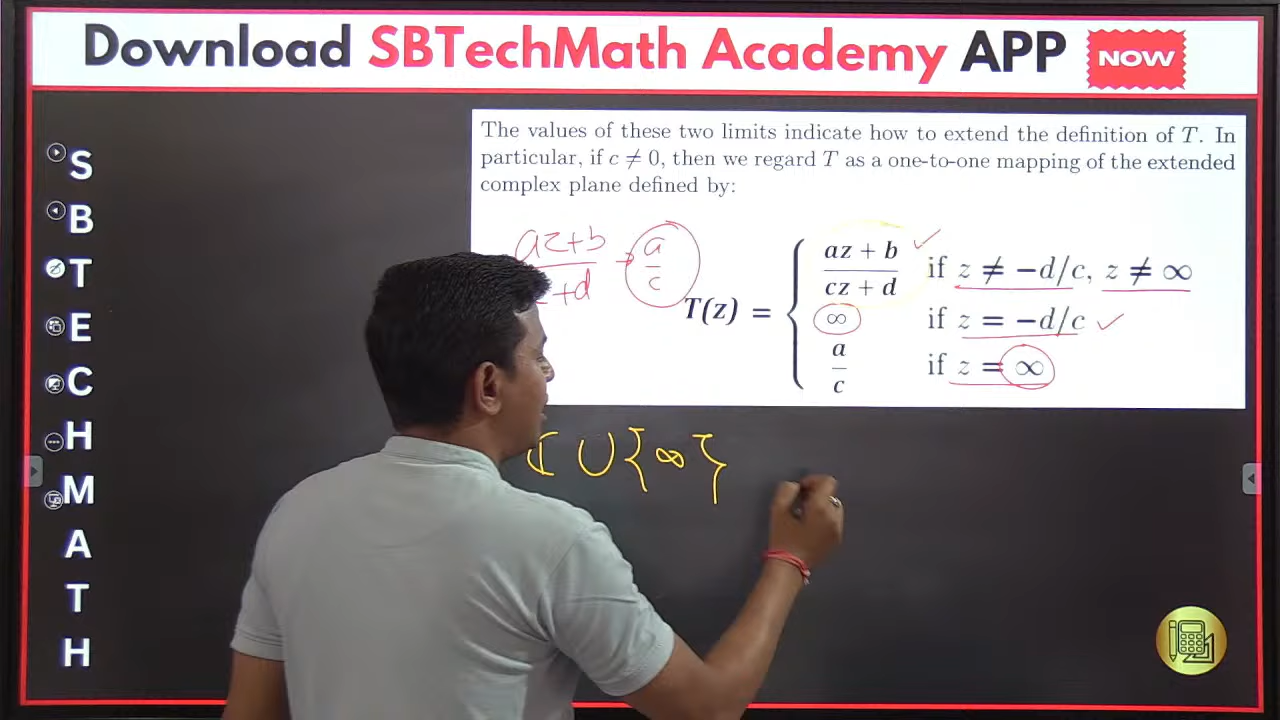 Download SBTechMath Academy APP NOW
S
B
T
E
C
H
M
A
T
H
The values of these two limits indicate how to extend the definition of T. In
particular, if c ≠ 0, then we regard T as a one-to-one mapping of the extended
complex plane defined by:
az+b
+d
→ a
c
T(z) =
az + b
cz + d
if z ≠ −d/c, z ≠ ∞
∞ if z = −d/c
a
c
if z = ∞
ℂ ∪ {∞}